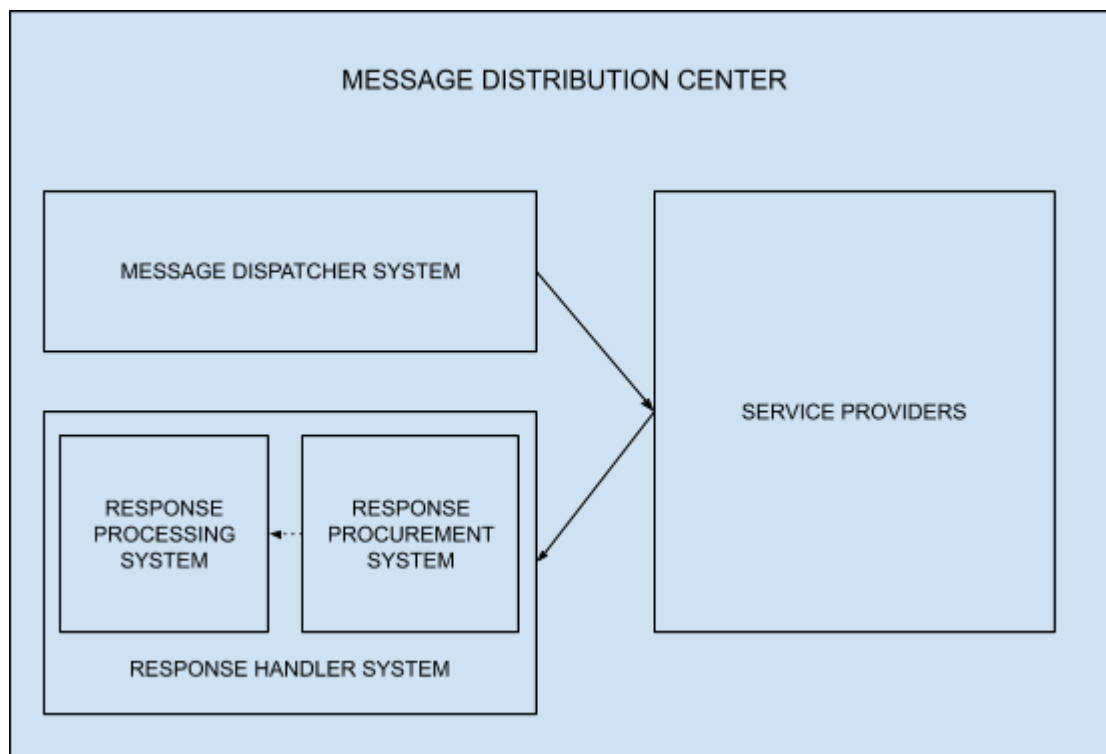 MESSAGE DISTRIBUTION CENTER
MESSAGE DISPATCHER SYSTEM
SERVICE PROVIDERS
RESPONSE
PROCESSING
SYSTEM
RESPONSE
PROCUREMENT
SYSTEM
RESPONSE HANDLER SYSTEM